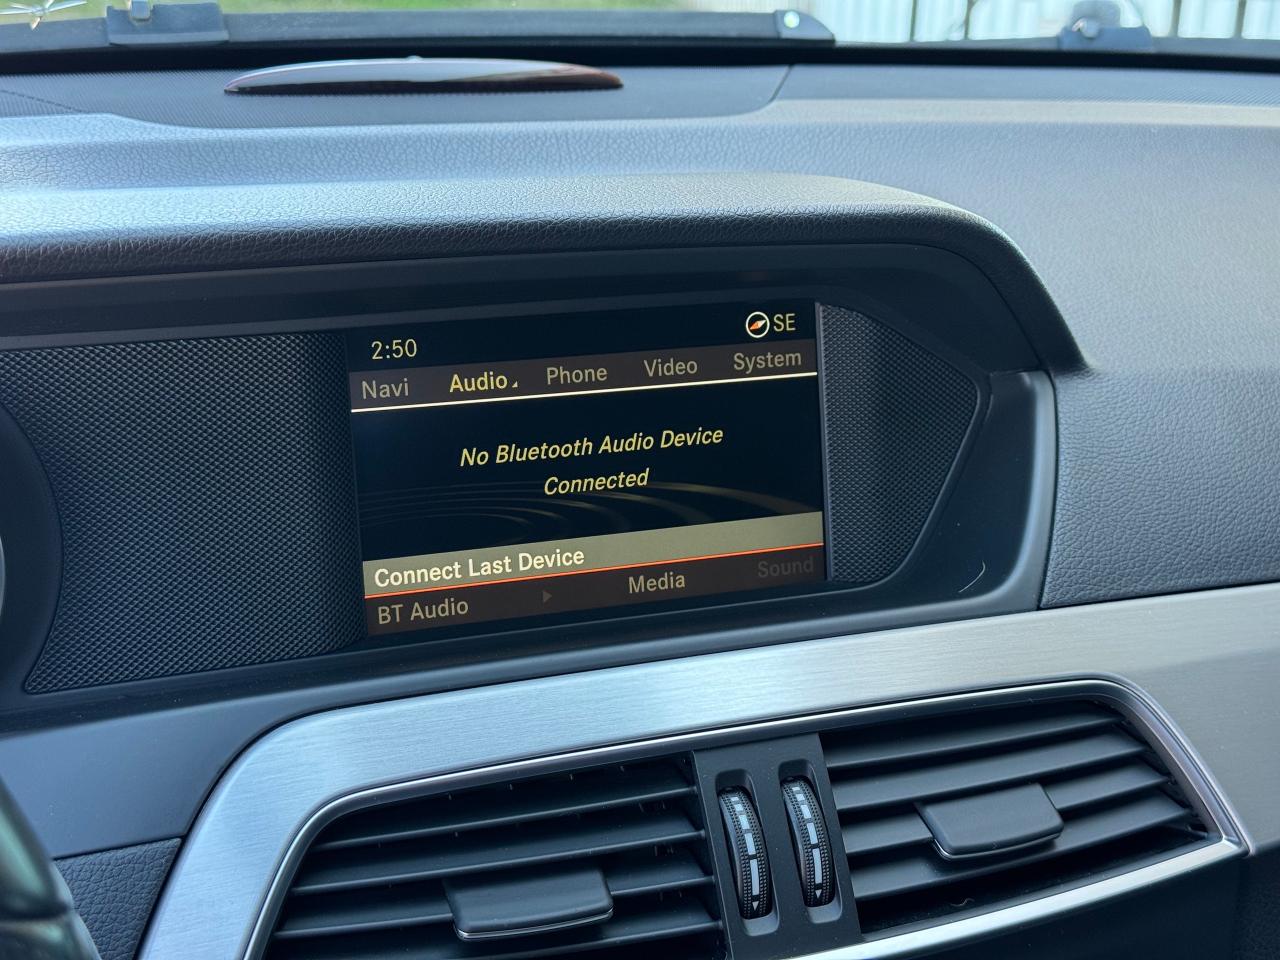 2:50 SE
Navi Audio Phone Video System
No Bluetooth Audio Device
Connected
Connect Last Device
BT Audio Media Sound